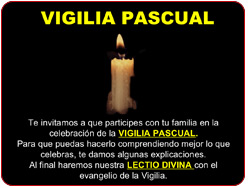 VIGILIA PASCUAL
Te invitamos a que participes con tu familia en la
celebración de la VIGILIA PASCUAL.
Para que puedas hacerlo comprendiendo mejor lo que
celebras, te damos algunas explicaciones.
Al final haremos nuestra LECTIO DIVINA con el
evangelio de la Vigilia.